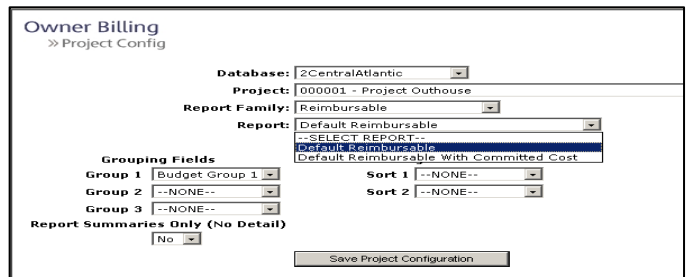 Owner Billing
»Project Config
Database: 2CentralAtlantic
Project: 000001 - Project Outhouse
Report Family: Reimbursable
Report: Default Reimbursable
--SELECT REPORT--
Default Reimbursable
Default Reimbursable With Committed Cost
Grouping Fields
Group 1 Budget Group 1 Sort 1 --NONE--
Group 2 --NONE-- Sort 2 --NONE--
Group 3 --NONE--
Report Summaries Only (No Detail)
No
Save Project Configuration